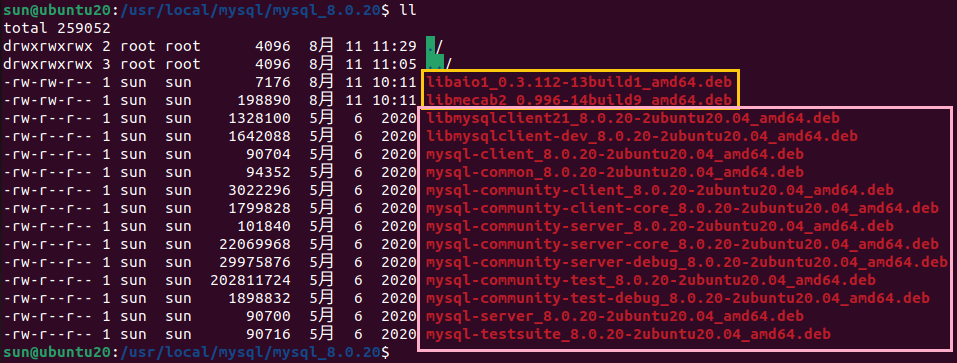 sun@ubuntu20:/usr/local/mysql/mysql_8.0.20$ ll
total 259052
drwxrwxrwx 2 root root      4096  8月 11 11:29 ./
drwxrwxrwx 3 root root      4096  8月 11 11:05 ../
-rw-rw-r-- 1 sun  sun       7176  8月 11 10:11 libaio1_0.3.112-13build1_amd64.deb
-rw-rw-r-- 1 sun  sun     198890  8月 11 10:11 libmecab2_0.996-14build9_amd64.deb
-rw-r--r-- 1 sun  sun    1328100  5月  6  2020 libmysqlclient21_8.0.20-2ubuntu20.04_amd64.deb
-rw-r--r-- 1 sun  sun    1642088  5月  6  2020 libmysqlclient-dev_8.0.20-2ubuntu20.04_amd64.deb
-rw-r--r-- 1 sun  sun      90704  5月  6  2020 mysql-client_8.0.20-2ubuntu20.04_amd64.deb
-rw-r--r-- 1 sun  sun      94352  5月  6  2020 mysql-common_8.0.20-2ubuntu20.04_amd64.deb
-rw-r--r-- 1 sun  sun    3022296  5月  6  2020 mysql-community-client_8.0.20-2ubuntu20.04_amd64.deb
-rw-r--r-- 1 sun  sun    1799828  5月  6  2020 mysql-community-client-core_8.0.20-2ubuntu20.04_amd64.deb
-rw-r--r-- 1 sun  sun     101840  5月  6  2020 mysql-community-server_8.0.20-2ubuntu20.04_amd64.deb
-rw-r--r-- 1 sun  sun   22069968  5月  6  2020 mysql-community-server-core_8.0.20-2ubuntu20.04_amd64.deb
-rw-r--r-- 1 sun  sun   29975876  5月  6  2020 mysql-community-server-debug_8.0.20-2ubuntu20.04_amd64.deb
-rw-r--r-- 1 sun  sun  202811724  5月  6  2020 mysql-community-test_8.0.20-2ubuntu20.04_amd64.deb
-rw-r--r-- 1 sun  sun    1898832  5月  6  2020 mysql-community-test-debug_8.0.20-2ubuntu20.04_amd64.deb
-rw-r--r-- 1 sun  sun      90700  5月  6  2020 mysql-server_8.0.20-2ubuntu20.04_amd64.deb
-rw-r--r-- 1 sun  sun      90716  5月  6  2020 mysql-testsuite_8.0.20-2ubuntu20.04_amd64.deb
sun@ubuntu20:/usr/local/mysql/mysql_8.0.20$